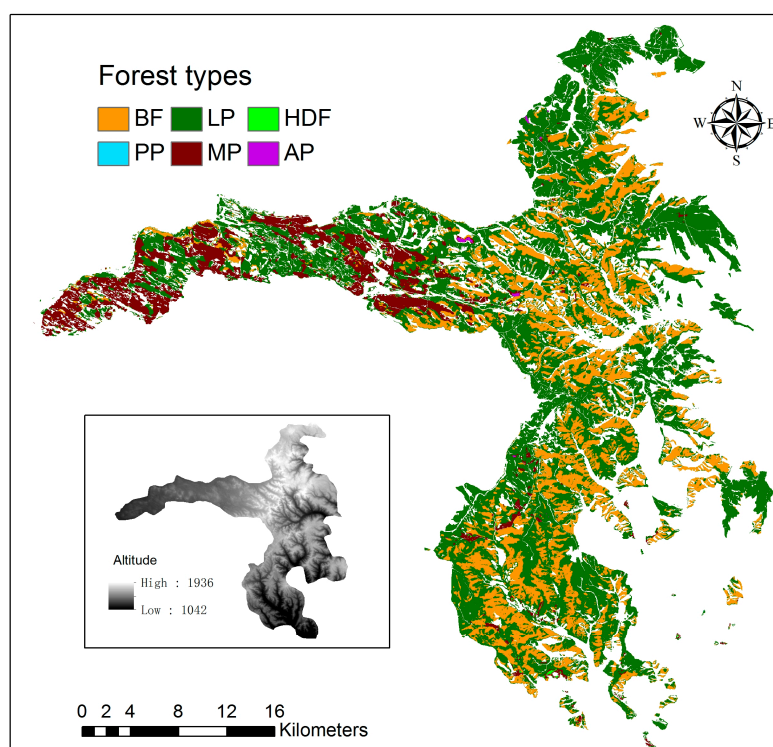 Forest types
BF LP HDF
PP MP AP
N
W E
S
Altitude
High : 1936
Low : 1042
0 2 4 8 12 16
Kilometers